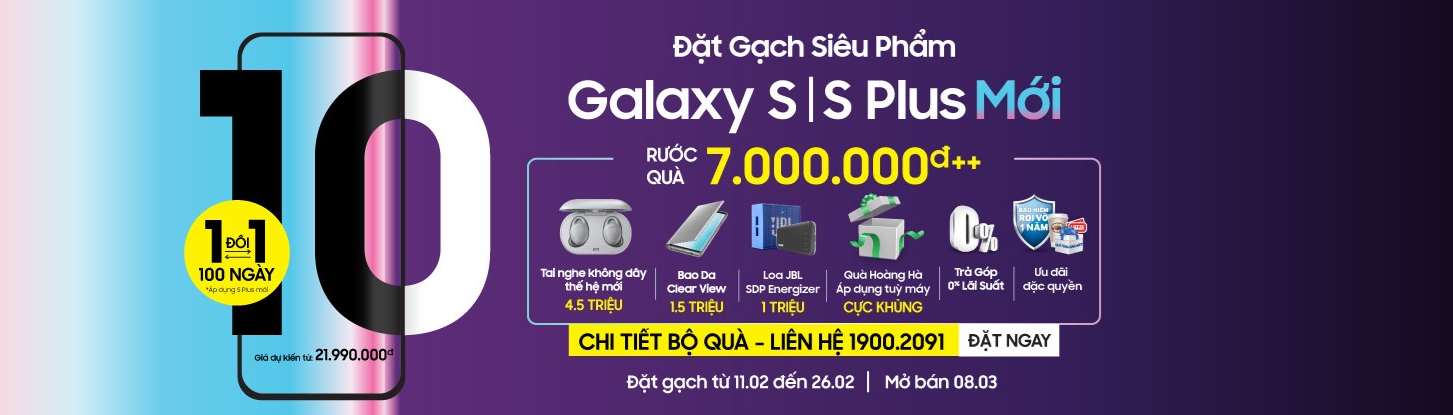 10
Đặt Gạch Siêu Phẩm
Galaxy S | S Plus Mới
RƯỚC QUÀ 7.000.000đ++
1 ĐỔI 1
100 NGÀY
*Áp dụng S Plus mới
Giá dự kiến từ: 21.990.000đ
Tai nghe không dây
thế hệ mới
4.5 TRIỆU
Bao Da
Clear View
1.5 TRIỆU
Loa JBL
SDP Energizer
1 TRIỆU
Quà Hoàng Hà
Áp dụng tuỳ máy
CỰC KHỦNG
0%
Trả Góp
0% Lãi Suất
BẢO HIỂM
RƠI VỠ
1 NĂM
Ưu đãi
đặc quyền
CHI TIẾT BỘ QUÀ - LIÊN HỆ 1900.2091
ĐẶT NGAY
Đặt gạch từ 11.02 đến 26.02 | Mở bán 08.03